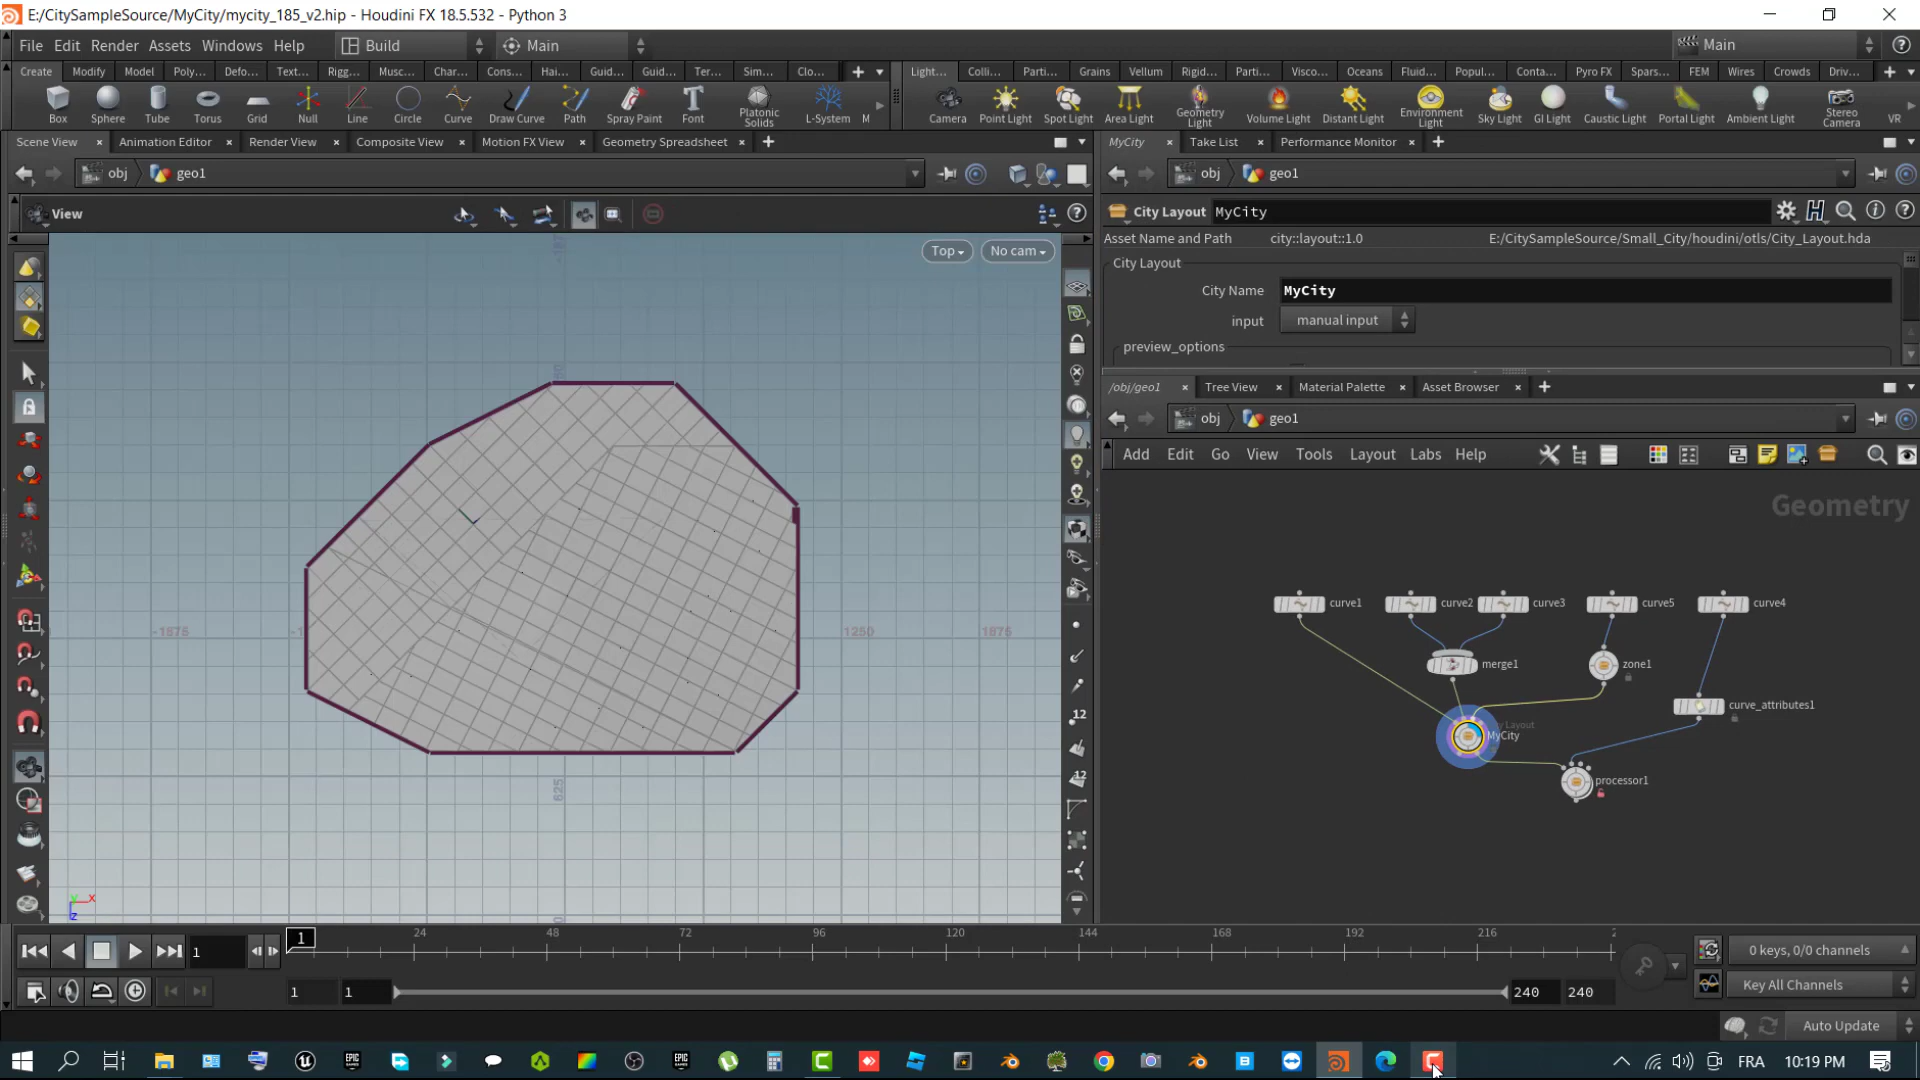 E:/CitySampleSource/MyCity/mycity_185_v2.hip - Houdini FX 18.5.532 - Python 3
File Edit Render Assets Windows Help Build Main Main
Create Modify Model Poly... Defo... Text... Rigg... Musc... Char... Cons... Hai... Guid... Guid... Ter... Sim... Clo...
Light... Colli... Parti... Grains Vellum Rigid... Parti... Visco... Oceans Fluid... Popul... Conta... Pyro FX Spars... FEM Wires Crowds Driv...
Box Sphere Tube Torus Grid Null Line Circle Curve Draw Curve Path Spray Paint Font Platonic Solids L-System M
Camera Point Light Spot Light Area Light Geometry Light Volume Light Distant Light Environment Light Sky Light GI Light Caustic Light Portal Light Ambient Light Stereo Camera VR
Scene View Animation Editor Render View Composite View Motion FX View Geometry Spreadsheet
MyCity Take List Performance Monitor
obj geo1
obj geo1
View
City Layout MyCity
Asset Name and Path city::layout::1.0 E:/CitySampleSource/Small_City/houdini/otls/City_Layout.hda
Top No cam
City Layout
City Name MyCity
input manual input
preview_options
/obj/geo1 Tree View Material Palette Asset Browser
obj geo1
Add Edit Go View Tools Layout Labs Help
Geometry
curve1 curve2 curve3 curve5 curve4
-1875 1250 1875
merge1 zone1
curve_attributes1
MyCity
processor1
625
1 1 24 48 72 96 120 144 168 192 216 2
0 keys, 0/0 channels
1 1 240 240 Key All Channels
Auto Update
FRA 10:19 PM